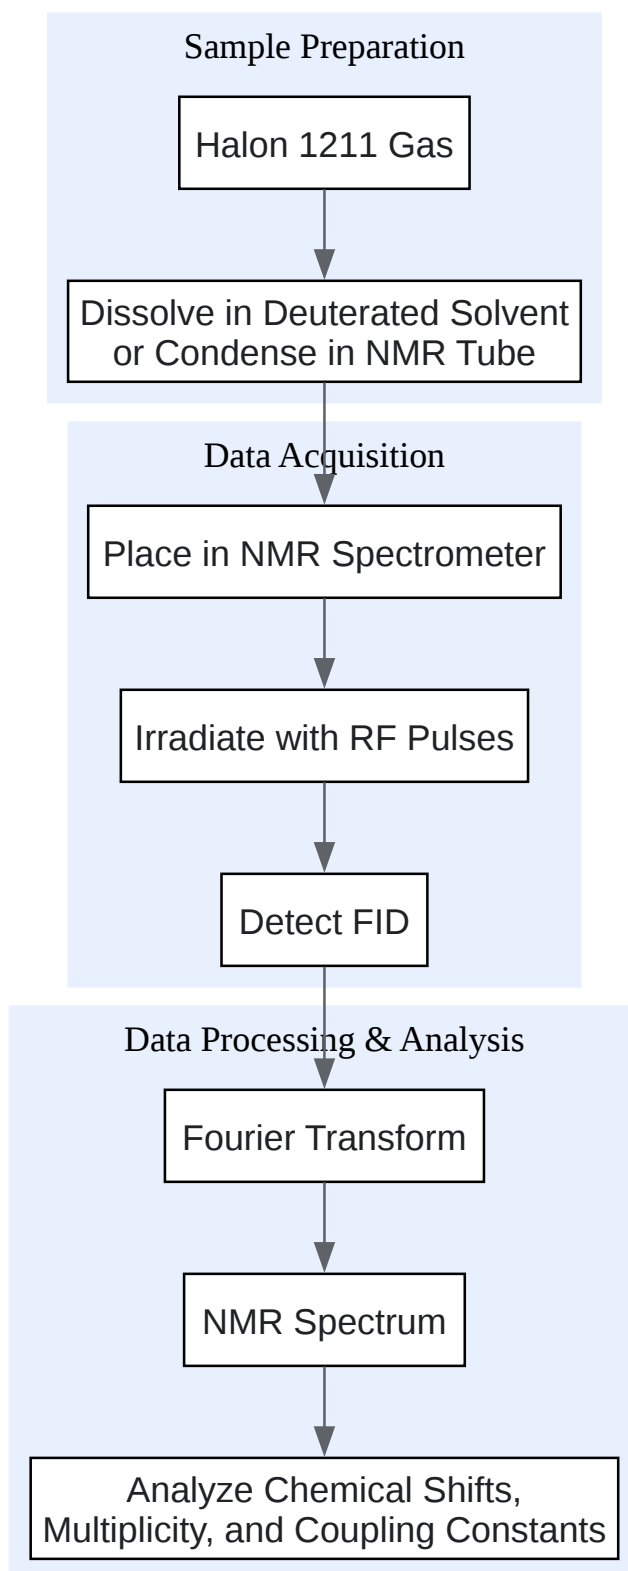 Sample Preparation
Halon 1211 Gas
Dissolve in Deuterated Solvent
or Condense in NMR Tube
Data Acquisition
Place in NMR Spectrometer
Irradiate with RF Pulses
Detect FID
Data Processing & Analysis
Fourier Transform
NMR Spectrum
Analyze Chemical Shifts,
Multiplicity, and Coupling Constants